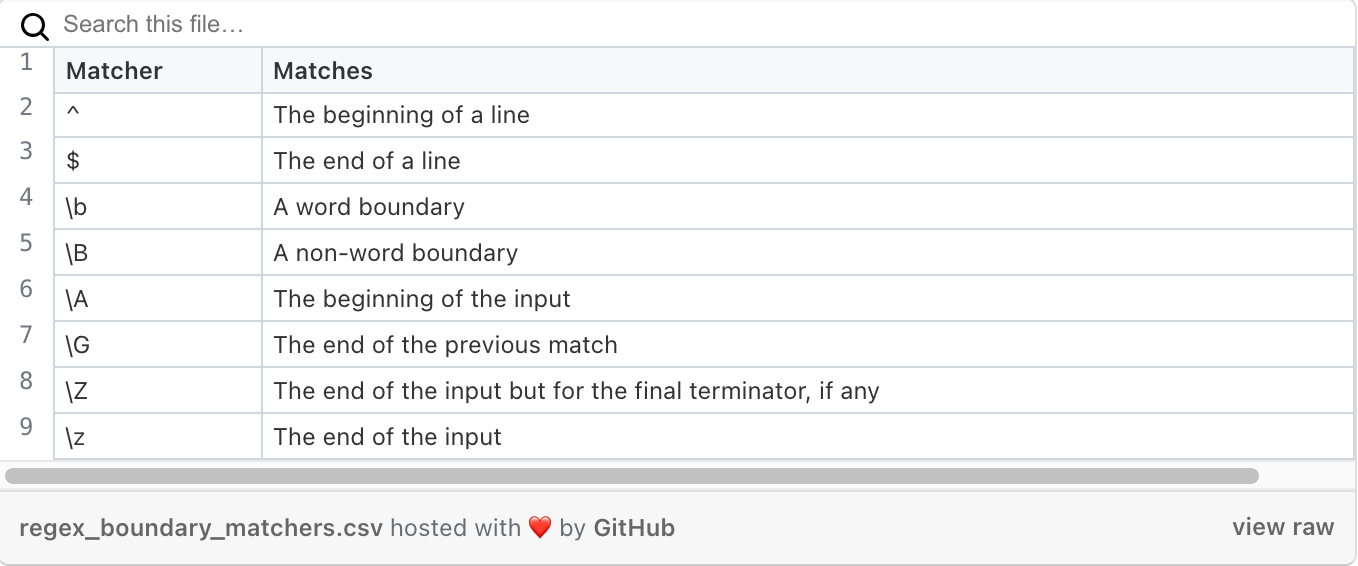 Search this file…
1 Matcher Matches
2 ^ The beginning of a line
3 $ The end of a line
4 \b A word boundary
5 \B A non-word boundary
6 \A The beginning of the input
7 \G The end of the previous match
8 \Z The end of the input but for the final terminator, if any
9 \z The end of the input
regex_boundary_matchers.csv hosted with ❤ by GitHub view raw